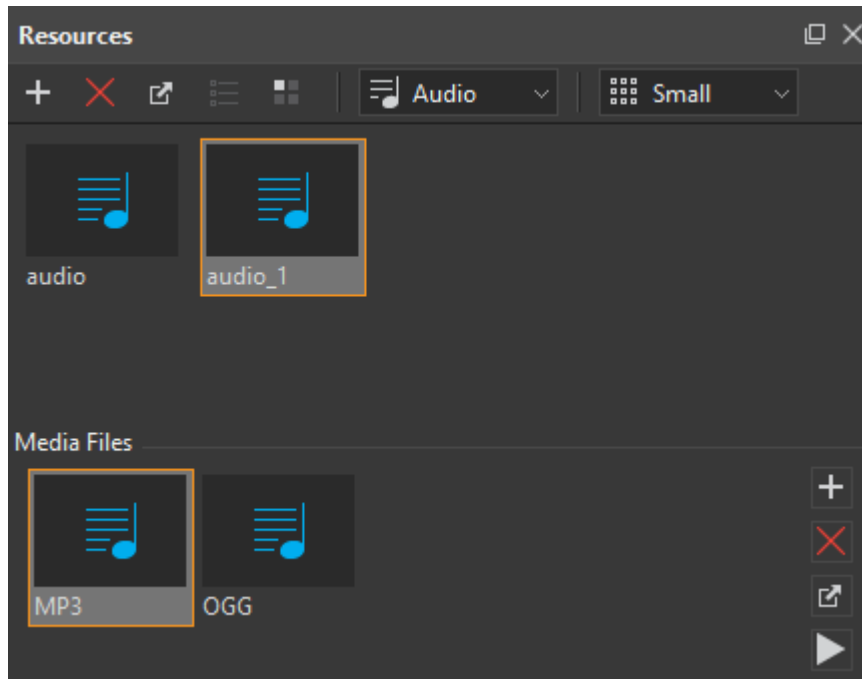 Resources
Audio
Small
audio
audio_1
Media Files
MP3
OGG